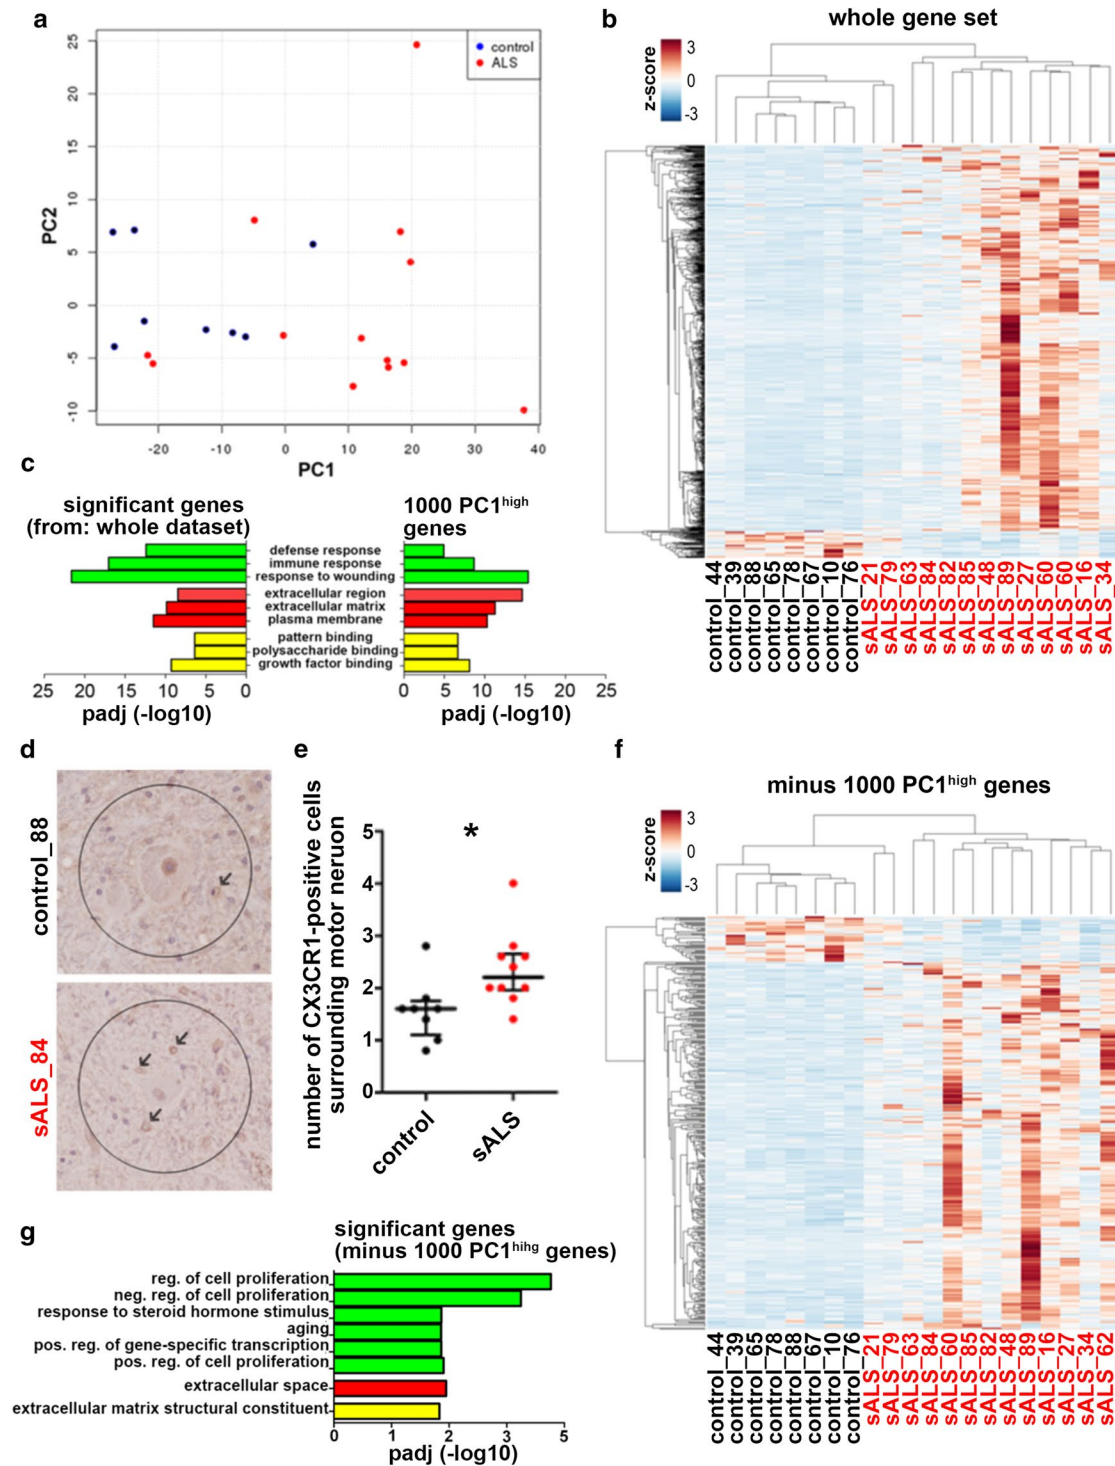 a
control
ALS
25
20
15
10
5
0
-5
-10
PC2
-20
-10
0
10
20
30
40
PC1
b
whole gene set
z-score
3
0
-3
control_44
control_39
control_88
control_65
control_78
control_67
control_10
control_76
sALS_21
sALS_79
sALS_63
sALS_84
sALS_82
sALS_85
sALS_48
sALS_89
sALS_27
sALS_60
sALS_60
sALS_16
sALS_34
c
significant genes
(from: whole dataset)
1000 PC1high
genes
defense response
immune response
response to wounding
extracellular region
extracellular matrix
plasma membrane
pattern binding
polysaccharide binding
growth factor binding
25 20 15 10 5 0
0 5 10 15 20 25
padj (-log10)
padj (-log10)
d
control_88
sALS_84
e
number of CX3CR1-positive cells
surrounding motor neruon
5
4
3
2
1
0
*
control
sALS
f
minus 1000 PC1high genes
z-score
3
0
-3
control_44
control_39
control_65
control_78
control_88
control_67
control_10
control_76
sALS_21
sALS_79
sALS_63
sALS_84
sALS_60
sALS_85
sALS_82
sALS_48
sALS_89
sALS_16
sALS_27
sALS_34
sALS_62
g
significant genes
(minus 1000 PC1hihg genes)
reg. of cell proliferation
neg. reg. of cell proliferation
response to steroid hormone stimulus
aging
pos. reg. of gene-specific transcription
pos. reg. of cell proliferation
extracellular space
extracellular matrix structural constituent
0 1 2 3 5
padj (-log10)